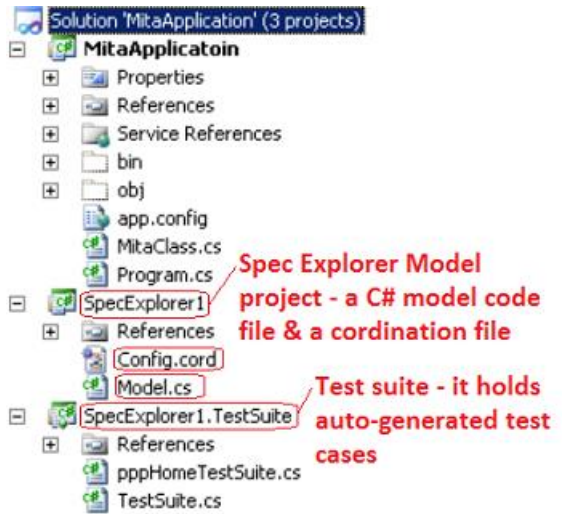 Solution 'MitaApplication' (3 projects)
MitaApplicatoin
Properties
References
Service References
bin
obj
app.config
MitaClass.cs
Program.cs
Spec Explorer Model
project - a C# model code
file & a cordination file
SpecExplorer1
References
Config.cord
Model.cs
Test suite - it holds
auto-generated test
cases
SpecExplorer1.TestSuite
References
pppHomeTestSuite.cs
TestSuite.cs